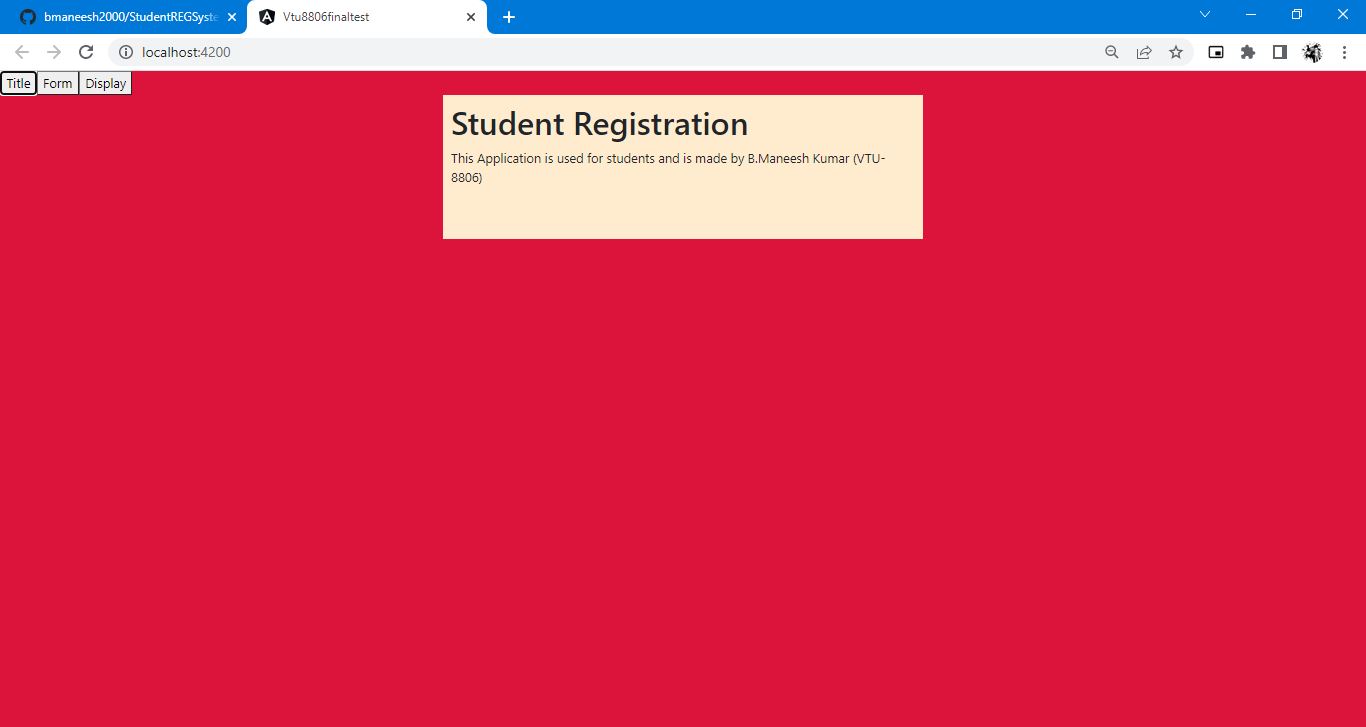 bmaneesh2000/StudentREGSyste
Vtu8806finaltest
localhost:4200
Title Form Display
Student Registration
This Application is used for students and is made by B.Maneesh Kumar (VTU-
8806)